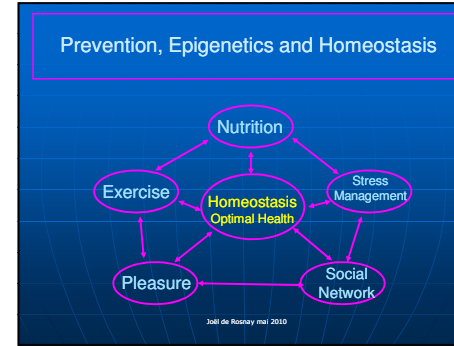 Prevention, Epigenetics and Homeostasis
Nutrition
Exercise
Stress
Management
Homeostasis
Optimal Health
Pleasure
Social
Network
Joël de Rosnay mai 2010